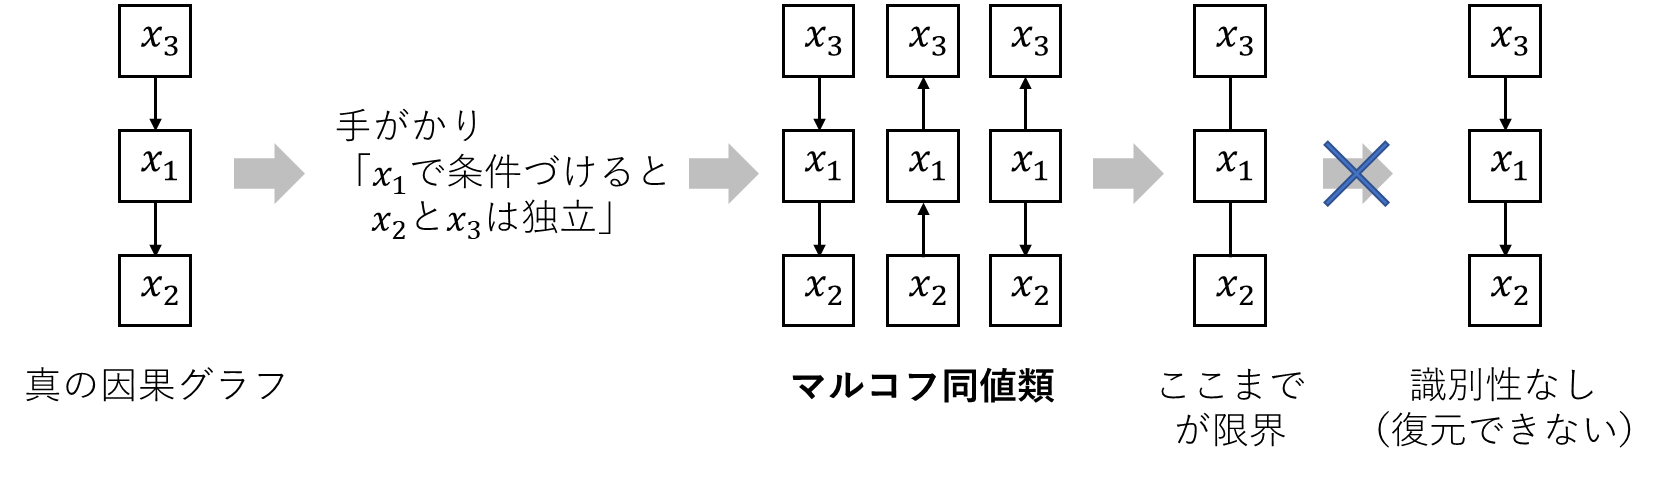 x₃
x₁
x₂
真の因果グラフ
手がかり
「x₁で条件づけると
x₂とx₃は独立」
x₃ x₃ x₃
x₁ x₁ x₁
x₂ x₂ x₂
マルコフ同値類
x₃
x₁
x₂
ここまで
が限界
x₃
x₁
x₂
識別性なし
（復元できない）